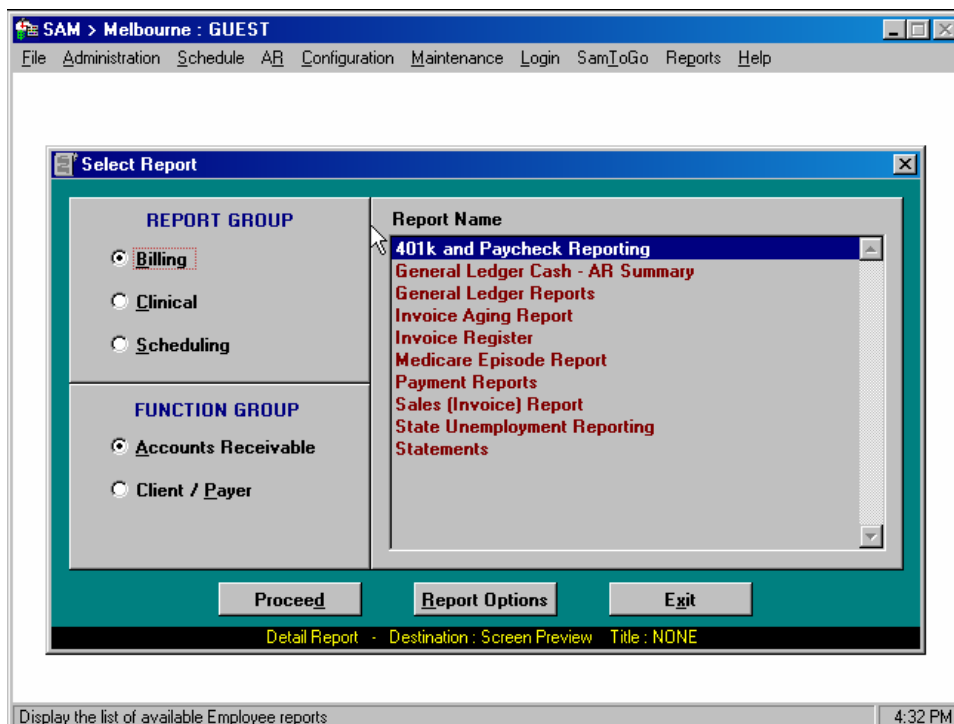 SAM > Melbourne : GUEST
File Administration Schedule AR Configuration Maintenance Login SamToGo Reports Help
Select Report
REPORT GROUP
Billing
Clinical
Scheduling
FUNCTION GROUP
Accounts Receivable
Client / Payer
Report Name
401k and Paycheck Reporting
General Ledger Cash - AR Summary
General Ledger Reports
Invoice Aging Report
Invoice Register
Medicare Episode Report
Payment Reports
Sales (Invoice) Report
State Unemployment Reporting
Statements
Proceed Report Options Exit
Detail Report - Destination : Screen Preview Title : NONE
Display the list of available Employee reports 4:32 PM